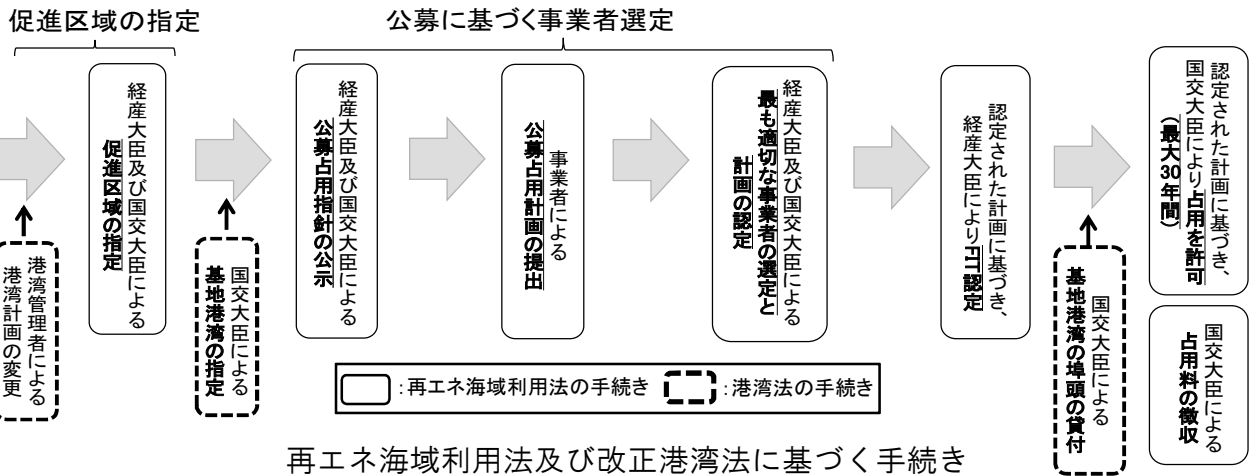 促進区域の指定
公募に基づく事業者選定
港湾管理者による
港湾計画の変更
経産大臣及び国交大臣による
促進区域の指定
国交大臣による
基地港湾の指定
経産大臣及び国交大臣による
公募占用指針の公示
事業者による
公募占用計画の提出
経産大臣及び国交大臣による
最も適切な事業者の選定と
計画の認定
認定された計画に基づき、
経産大臣によりFIT認定
国交大臣による
基地港湾の埠頭の貸付
認定された計画に基づき、
国交大臣により占用を許可
（最大30年間）
国交大臣による
占用料の徴収
：再エネ海域利用法の手続き
：港湾法の手続き
再エネ海域利用法及び改正港湾法に基づく手続き